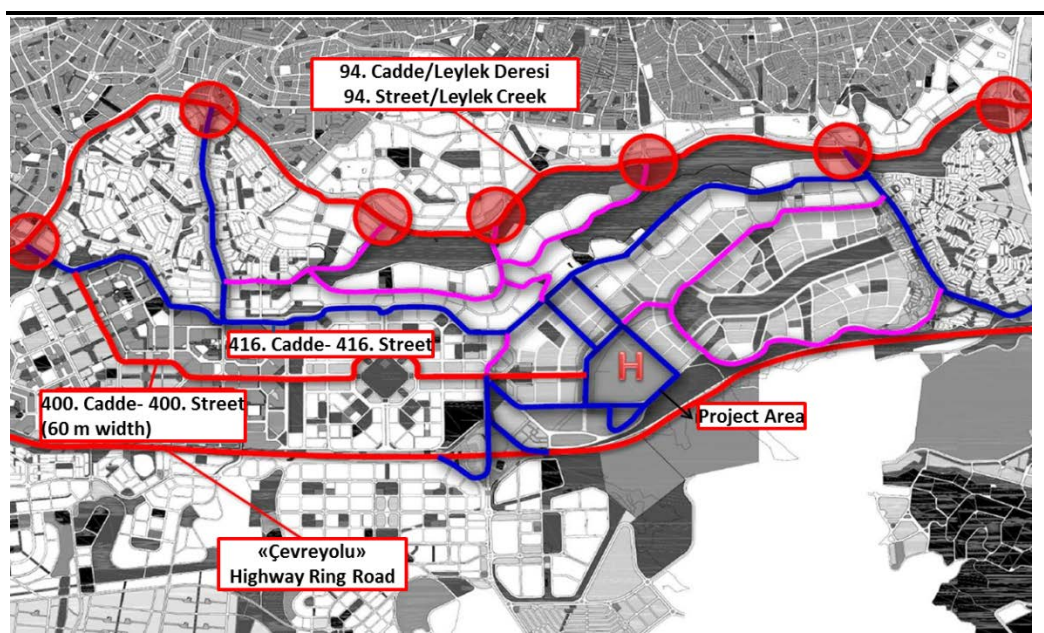 94. Cadde/Leylek Deresi
94. Street/Leylek Creek
416. Cadde- 416. Street
H
400. Cadde- 400. Street
(60 m width)
Project Area
«Çevreyolu»
Highway Ring Road